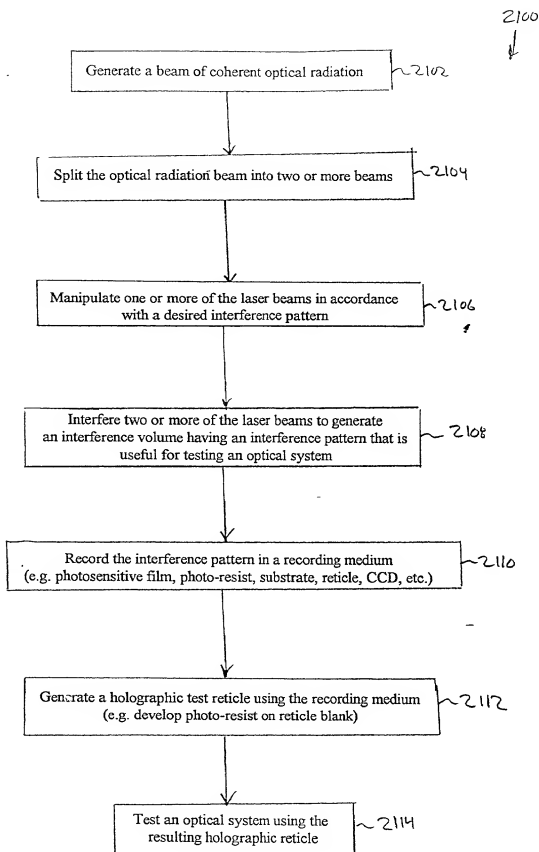 2100
Generate a beam of coherent optical radiation
2102
Split the optical radiation beam into two or more beams
2104
Manipulate one or more of the laser beams in accordance
with a desired interference pattern
2106
Interfere two or more of the laser beams to generate
an interference volume having an interference pattern that is
useful for testing an optical system
2108
Record the interference pattern in a recording medium
(e.g. photosensitive film, photo-resist, substrate, reticle, CCD, etc.)
2110
Generate a holographic test reticle using the recording medium
(e.g. develop photo-resist on reticle blank)
2112
Test an optical system using the
resulting holographic reticle
2114